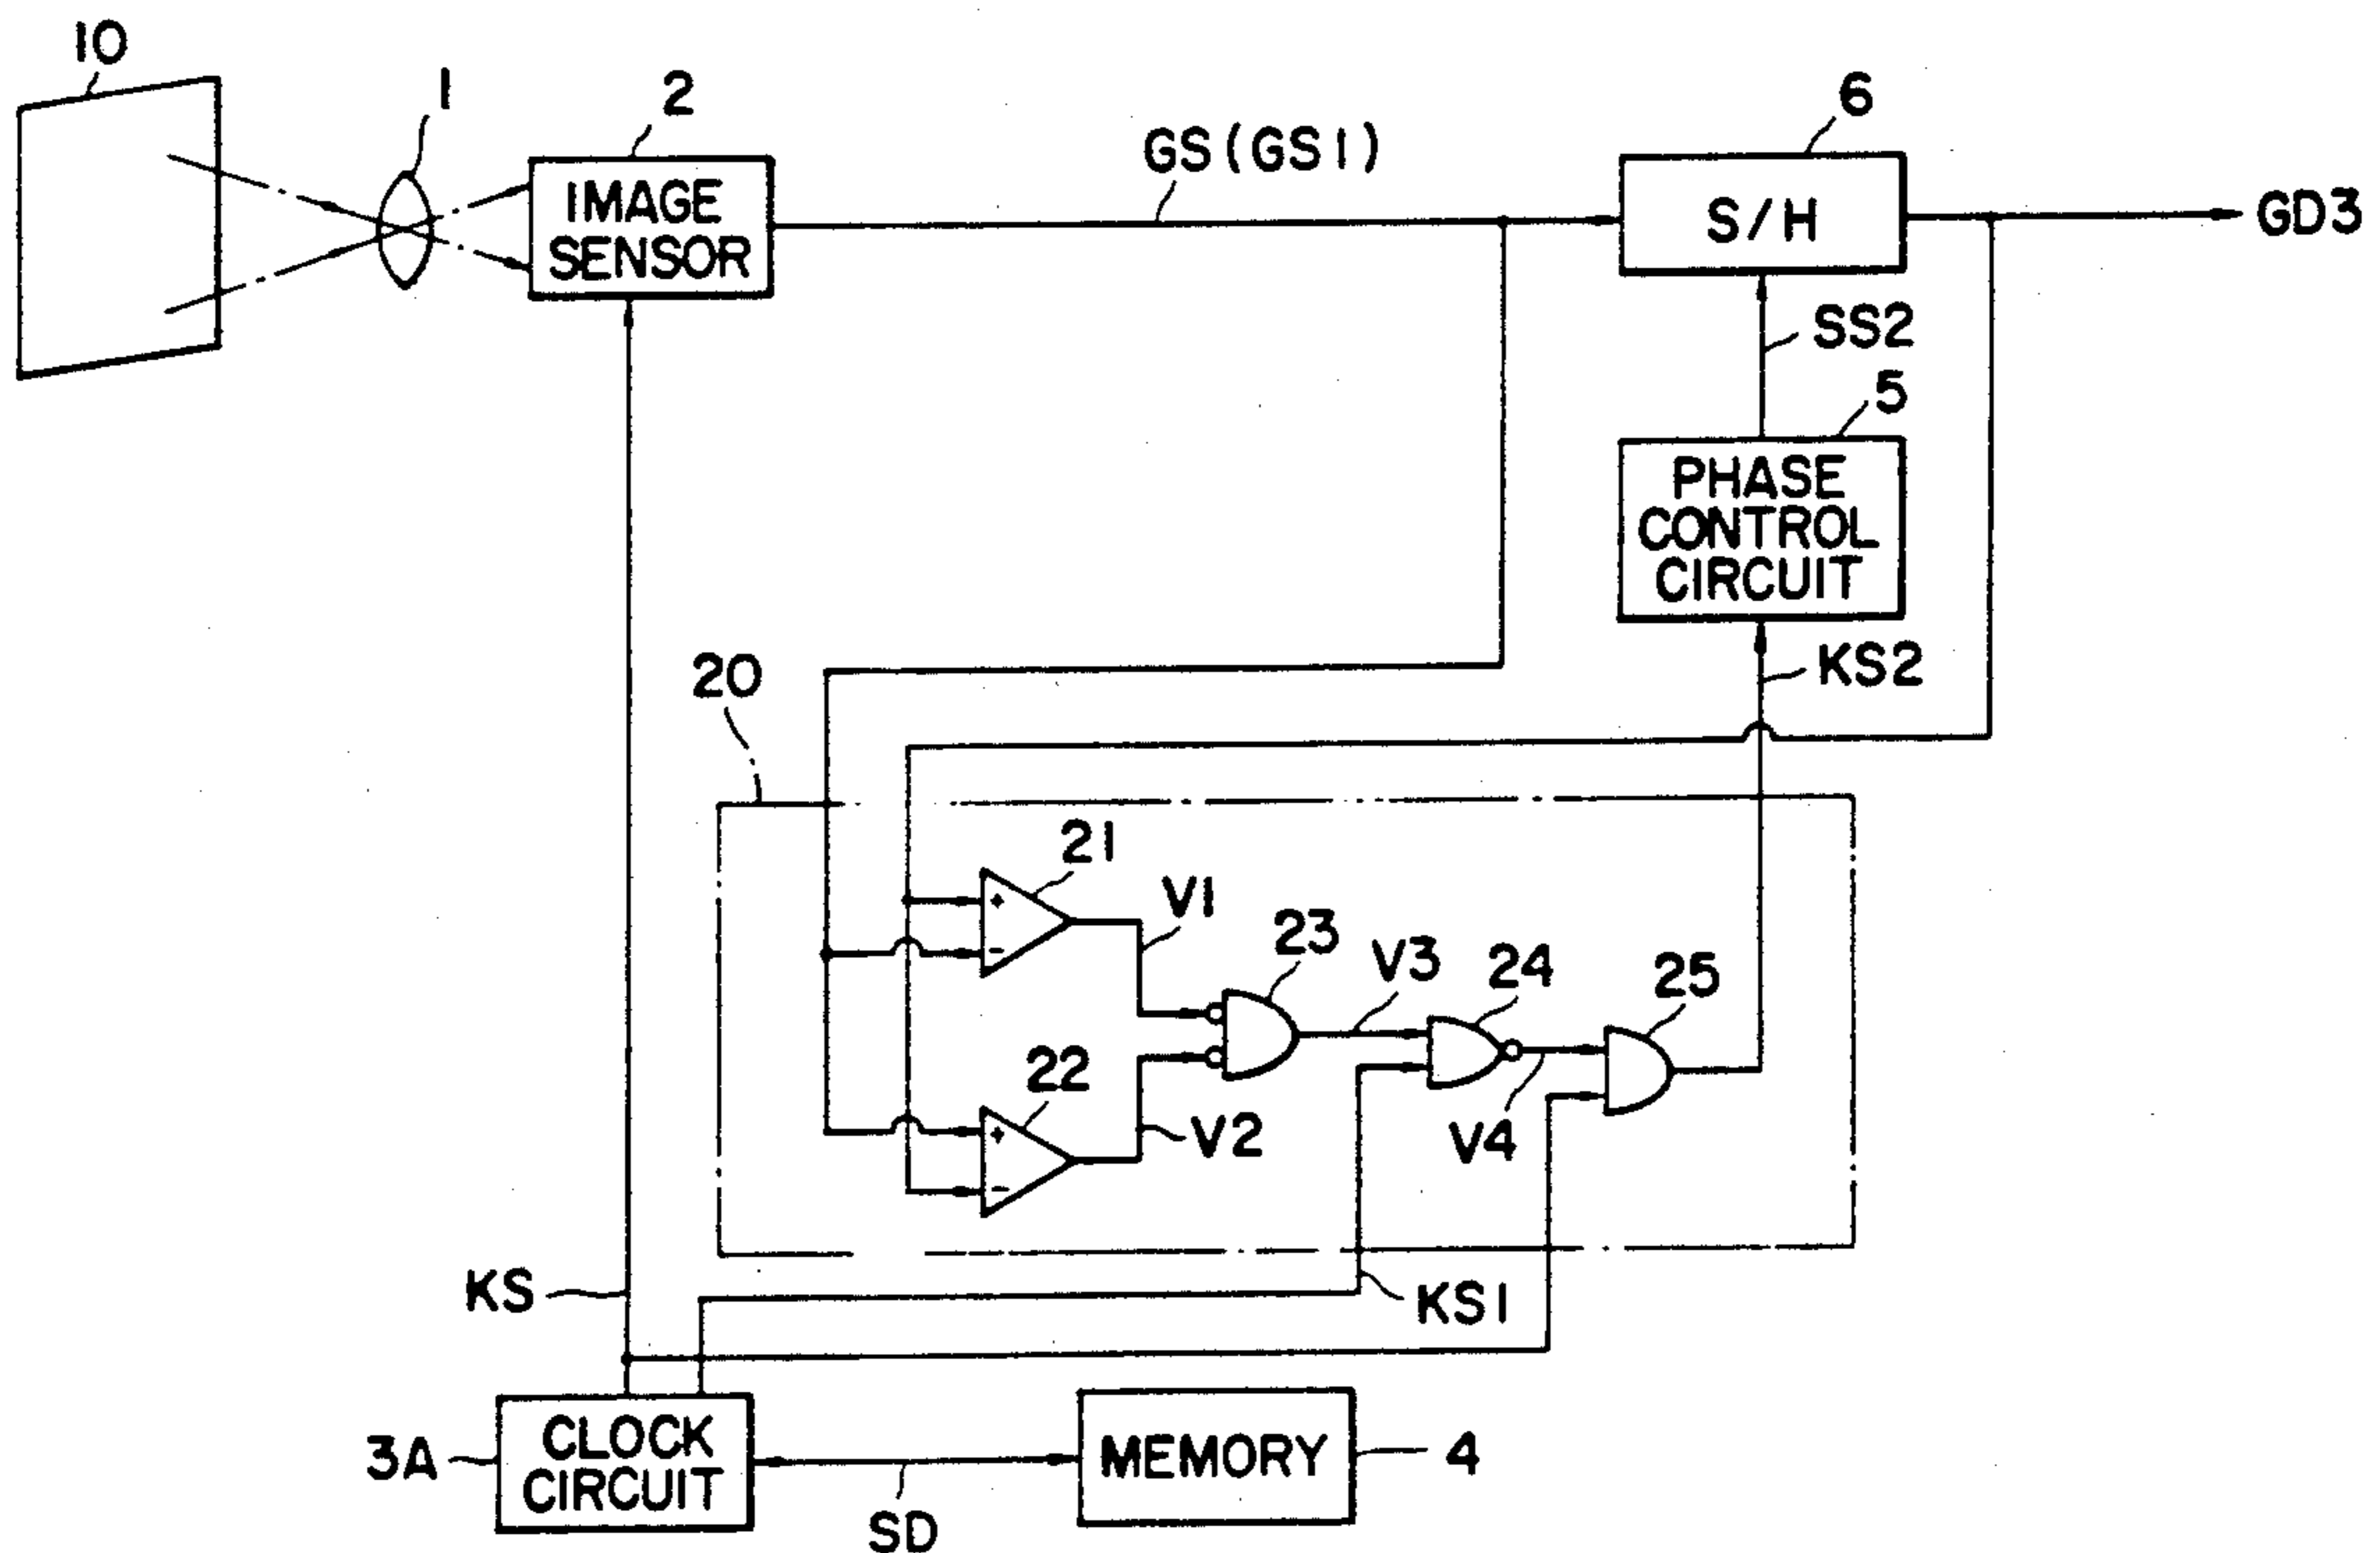 10
1
2
6
GS(GS1)
IMAGE
SENSOR
S/H
GD3
SS2
5
PHASE
CONTROL
CIRCUIT
20
KS2
21
+
-
V1
23
V3
24
25
22
+
-
V2
V4
KS
KS1
3A
CLOCK
CIRCUIT
MEMORY
4
SD